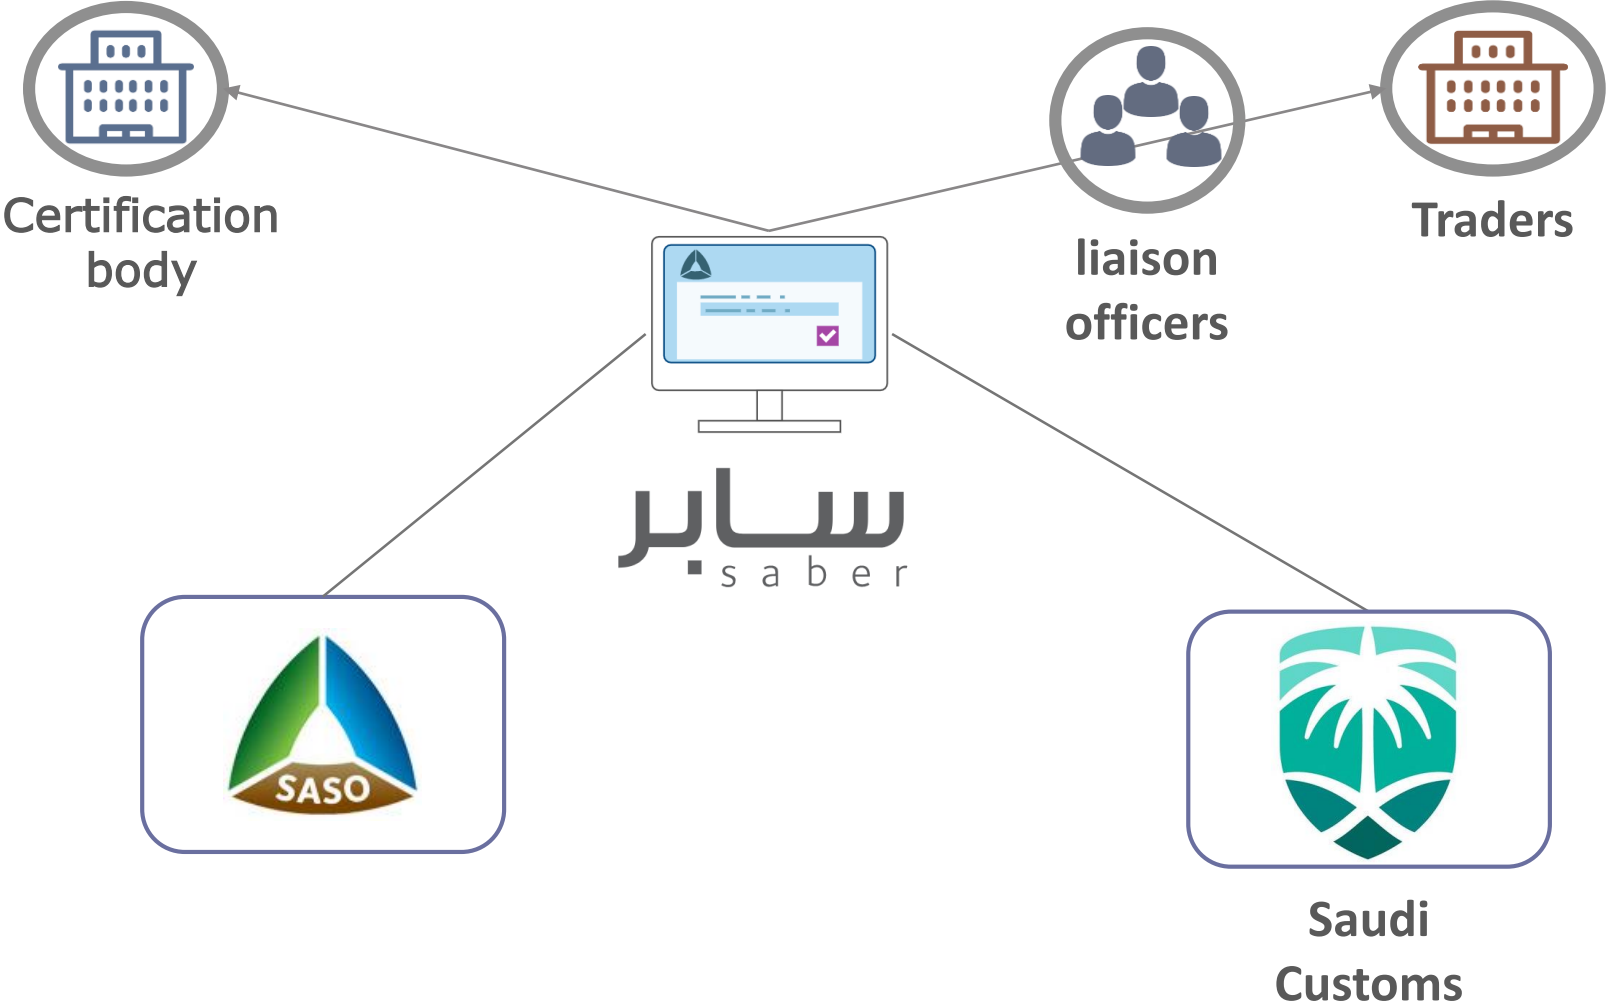 Certification
body
liaison
officers
Traders
سابر
saber
SASO
Saudi
Customs